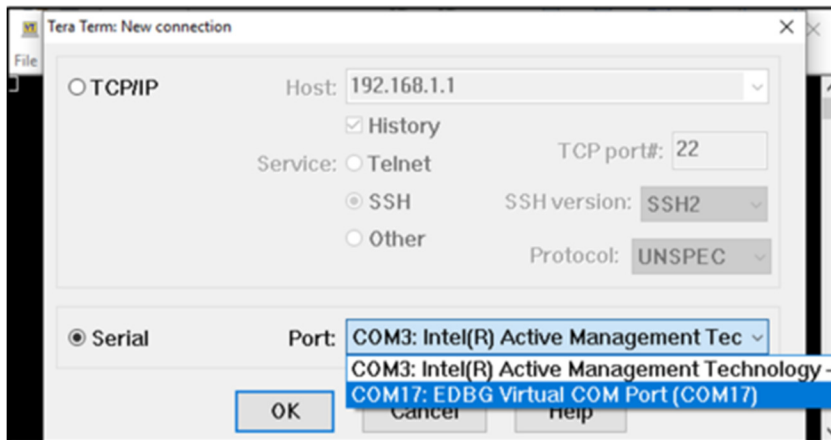 Tera Term: New connection
File
TCP/IP
Host: 192.168.1.1
History
Service: Telnet
TCP port#: 22
SSH
SSH version: SSH2
Other
Protocol: UNSPEC
Serial
Port: COM3: Intel(R) Active Management Tec
COM3: Intel(R) Active Management Technology -
COM17: EDBG Virtual COM Port (COM17)
OK
Cancel
Help